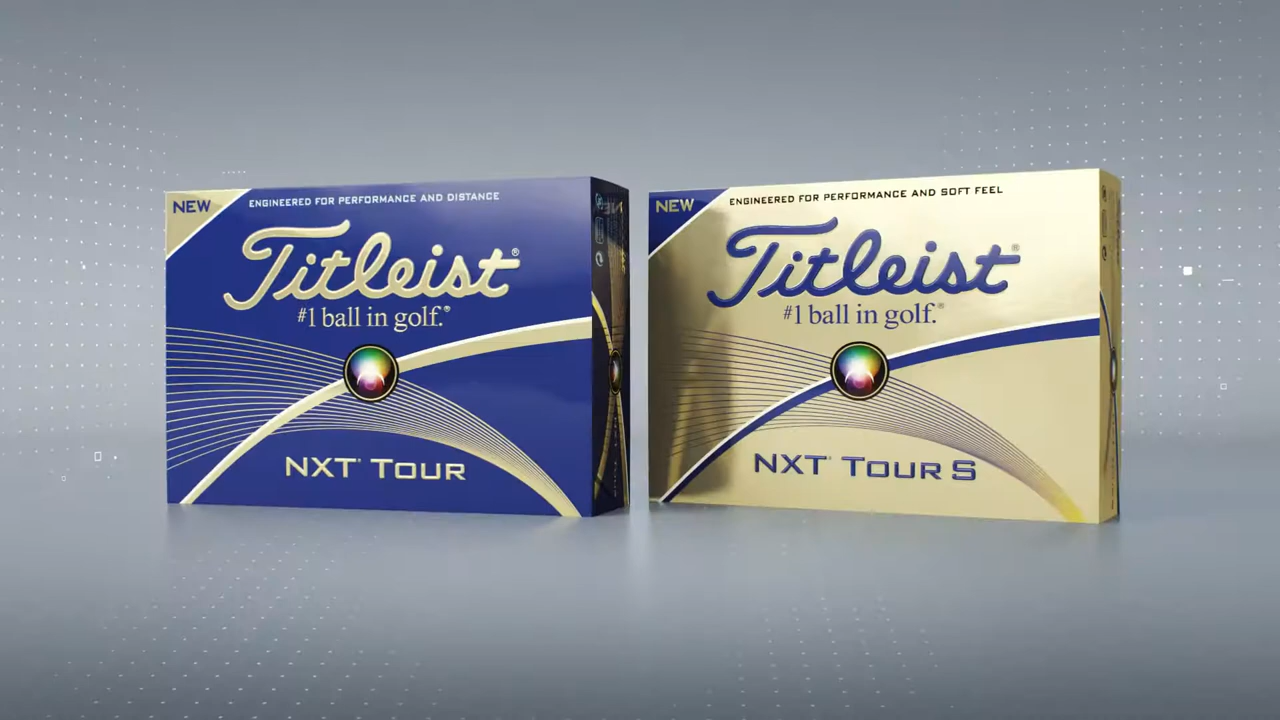 NEW
ENGINEERED FOR PERFORMANCE AND DISTANCE
Titleist®
#1 ball in golf.®
NXT® TOUR
NEW
ENGINEERED FOR PERFORMANCE AND SOFT FEEL
Titleist®
#1 ball in golf.®
NXT® TOUR S